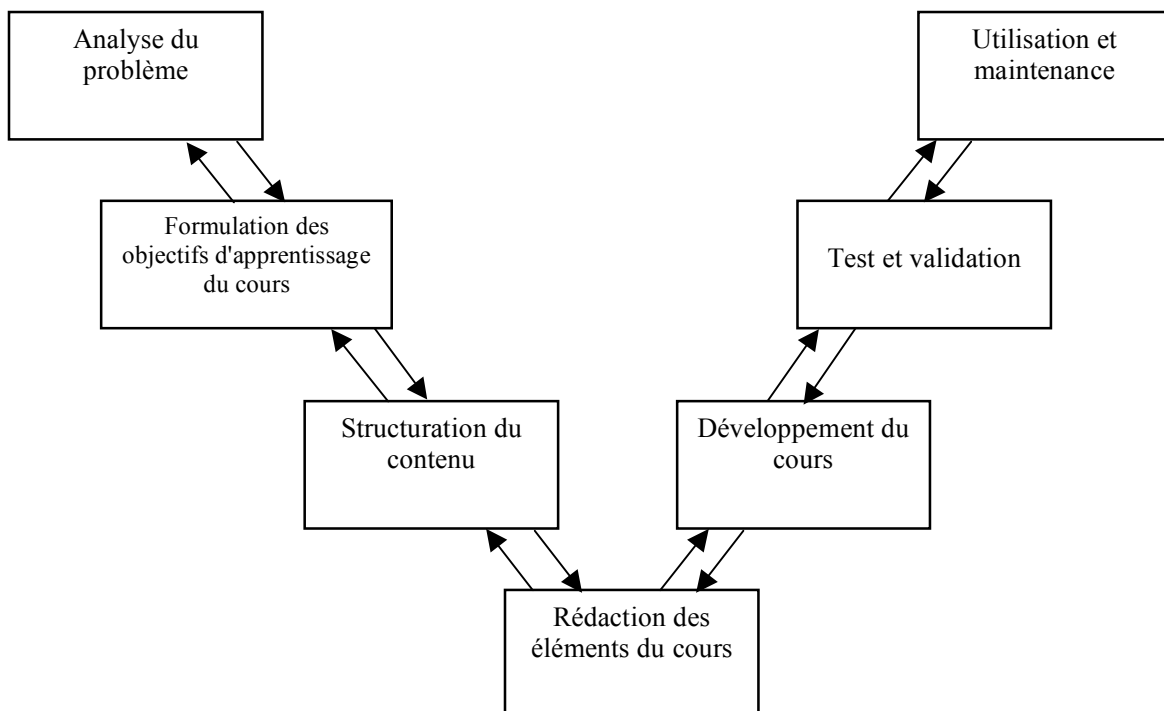 Analyse du
problème
Utilisation et
maintenance
Formulation des
objectifs d'apprentissage
du cours
Test et validation
Structuration du
contenu
Développement du
cours
Rédaction des
éléments du cours